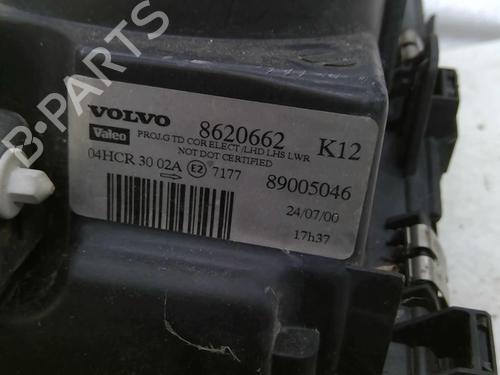 VOLVO 8620662 K12
Valeo PROJ.G TD COR ELECT /LHD LHS LWR
NOT DOT CERTIFIED
04HCR 30 02A E2 7177 89005046
24/07/00
17h37
B-PARTS